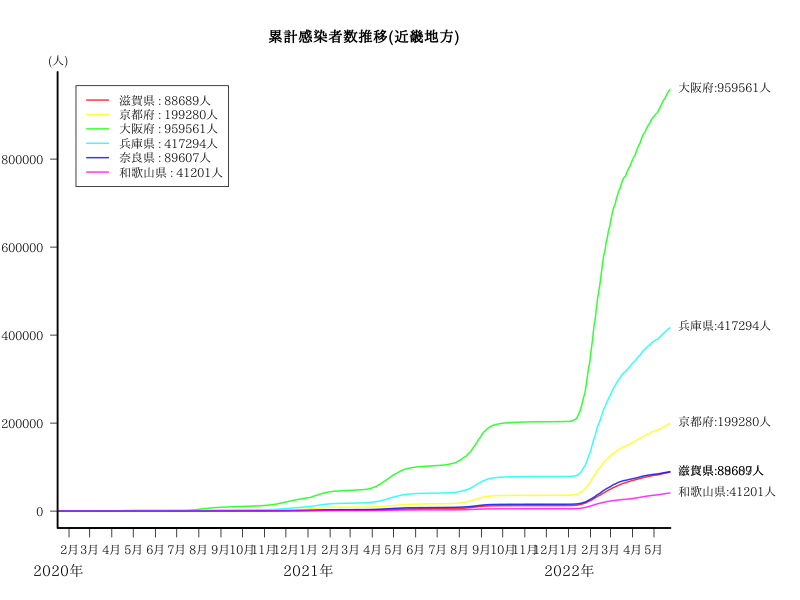 累計感染者数推移(近畿地方)
(人)
滋賀県 : 88689人
京都府 : 199280人
大阪府 : 959561人
兵庫県 : 417294人
奈良県 : 89607人
和歌山県 : 41201人
大阪府:959561人
兵庫県:417294人
京都府:199280人
和歌山県:41201人
800000
600000
400000
200000
0
2月 3月 4月 5月 6月 7月 8月 9月 10月 11月 12月 1月 2月 3月 4月 5月 6月 7月 8月 9月 10月 11月 12月 1月 2月 3月 4月 5月
2020年 2021年 2022年